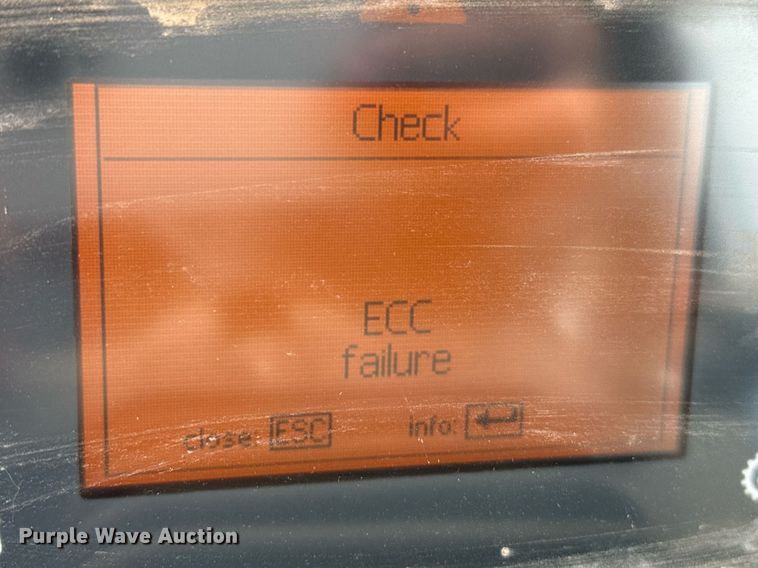 Check
ECC
failure
close: ESC info:
Purple Wave Auction